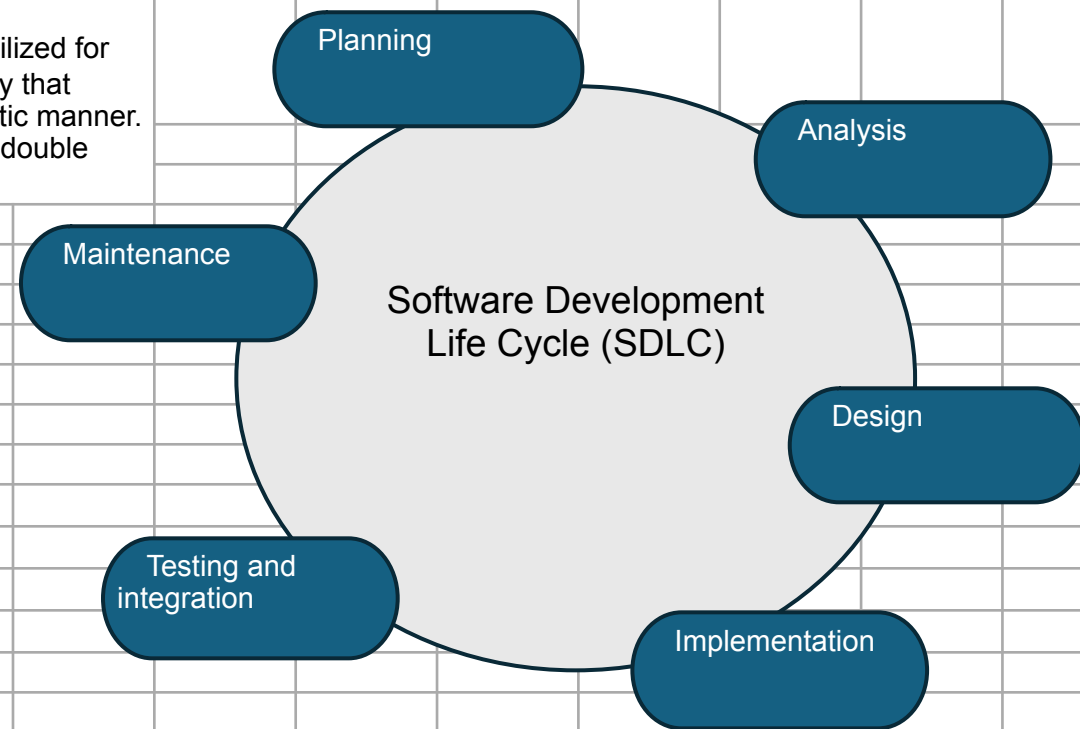 ilized for
y that
tic manner.
double
Planning
Analysis
Maintenance
Software Development
Life Cycle (SDLC)
Design
Testing and
integration
Implementation